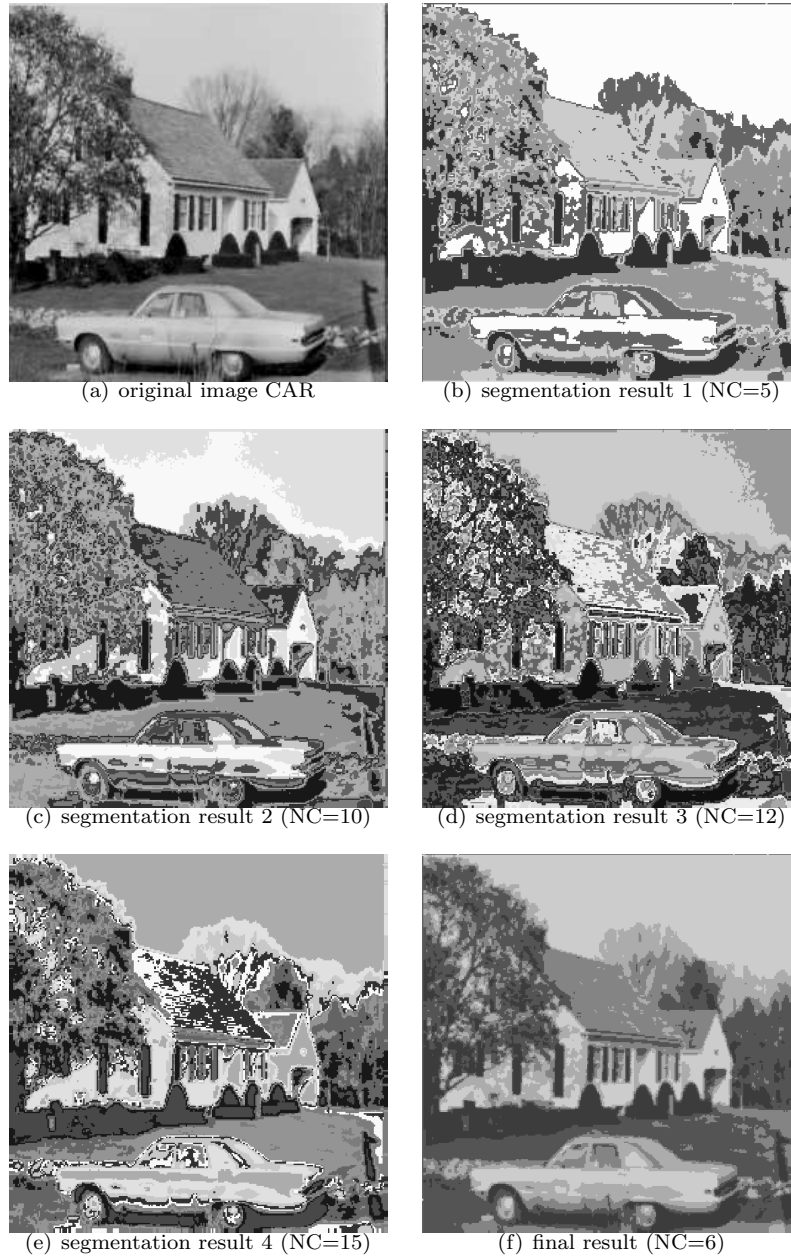 (a) original image CAR
(b) segmentation result 1 (NC=5)
(c) segmentation result 2 (NC=10)
(d) segmentation result 3 (NC=12)
(e) segmentation result 4 (NC=15)
(f) final result (NC=6)